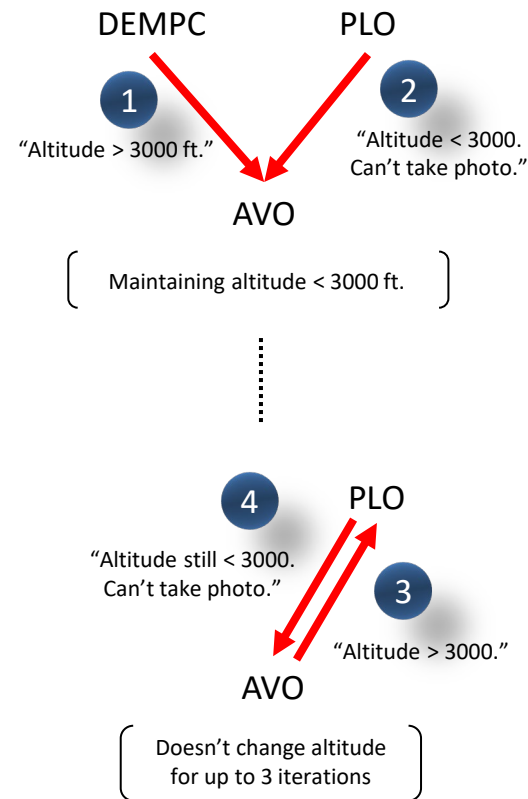 DEMPC PLO
1
2
“Altitude > 3000 ft.”
“Altitude < 3000.
Can’t take photo.”
AVO
Maintaining altitude < 3000 ft.
4
PLO
“Altitude still < 3000.
Can’t take photo.”
3
“Altitude > 3000.”
AVO
Doesn’t change altitude
for up to 3 iterations